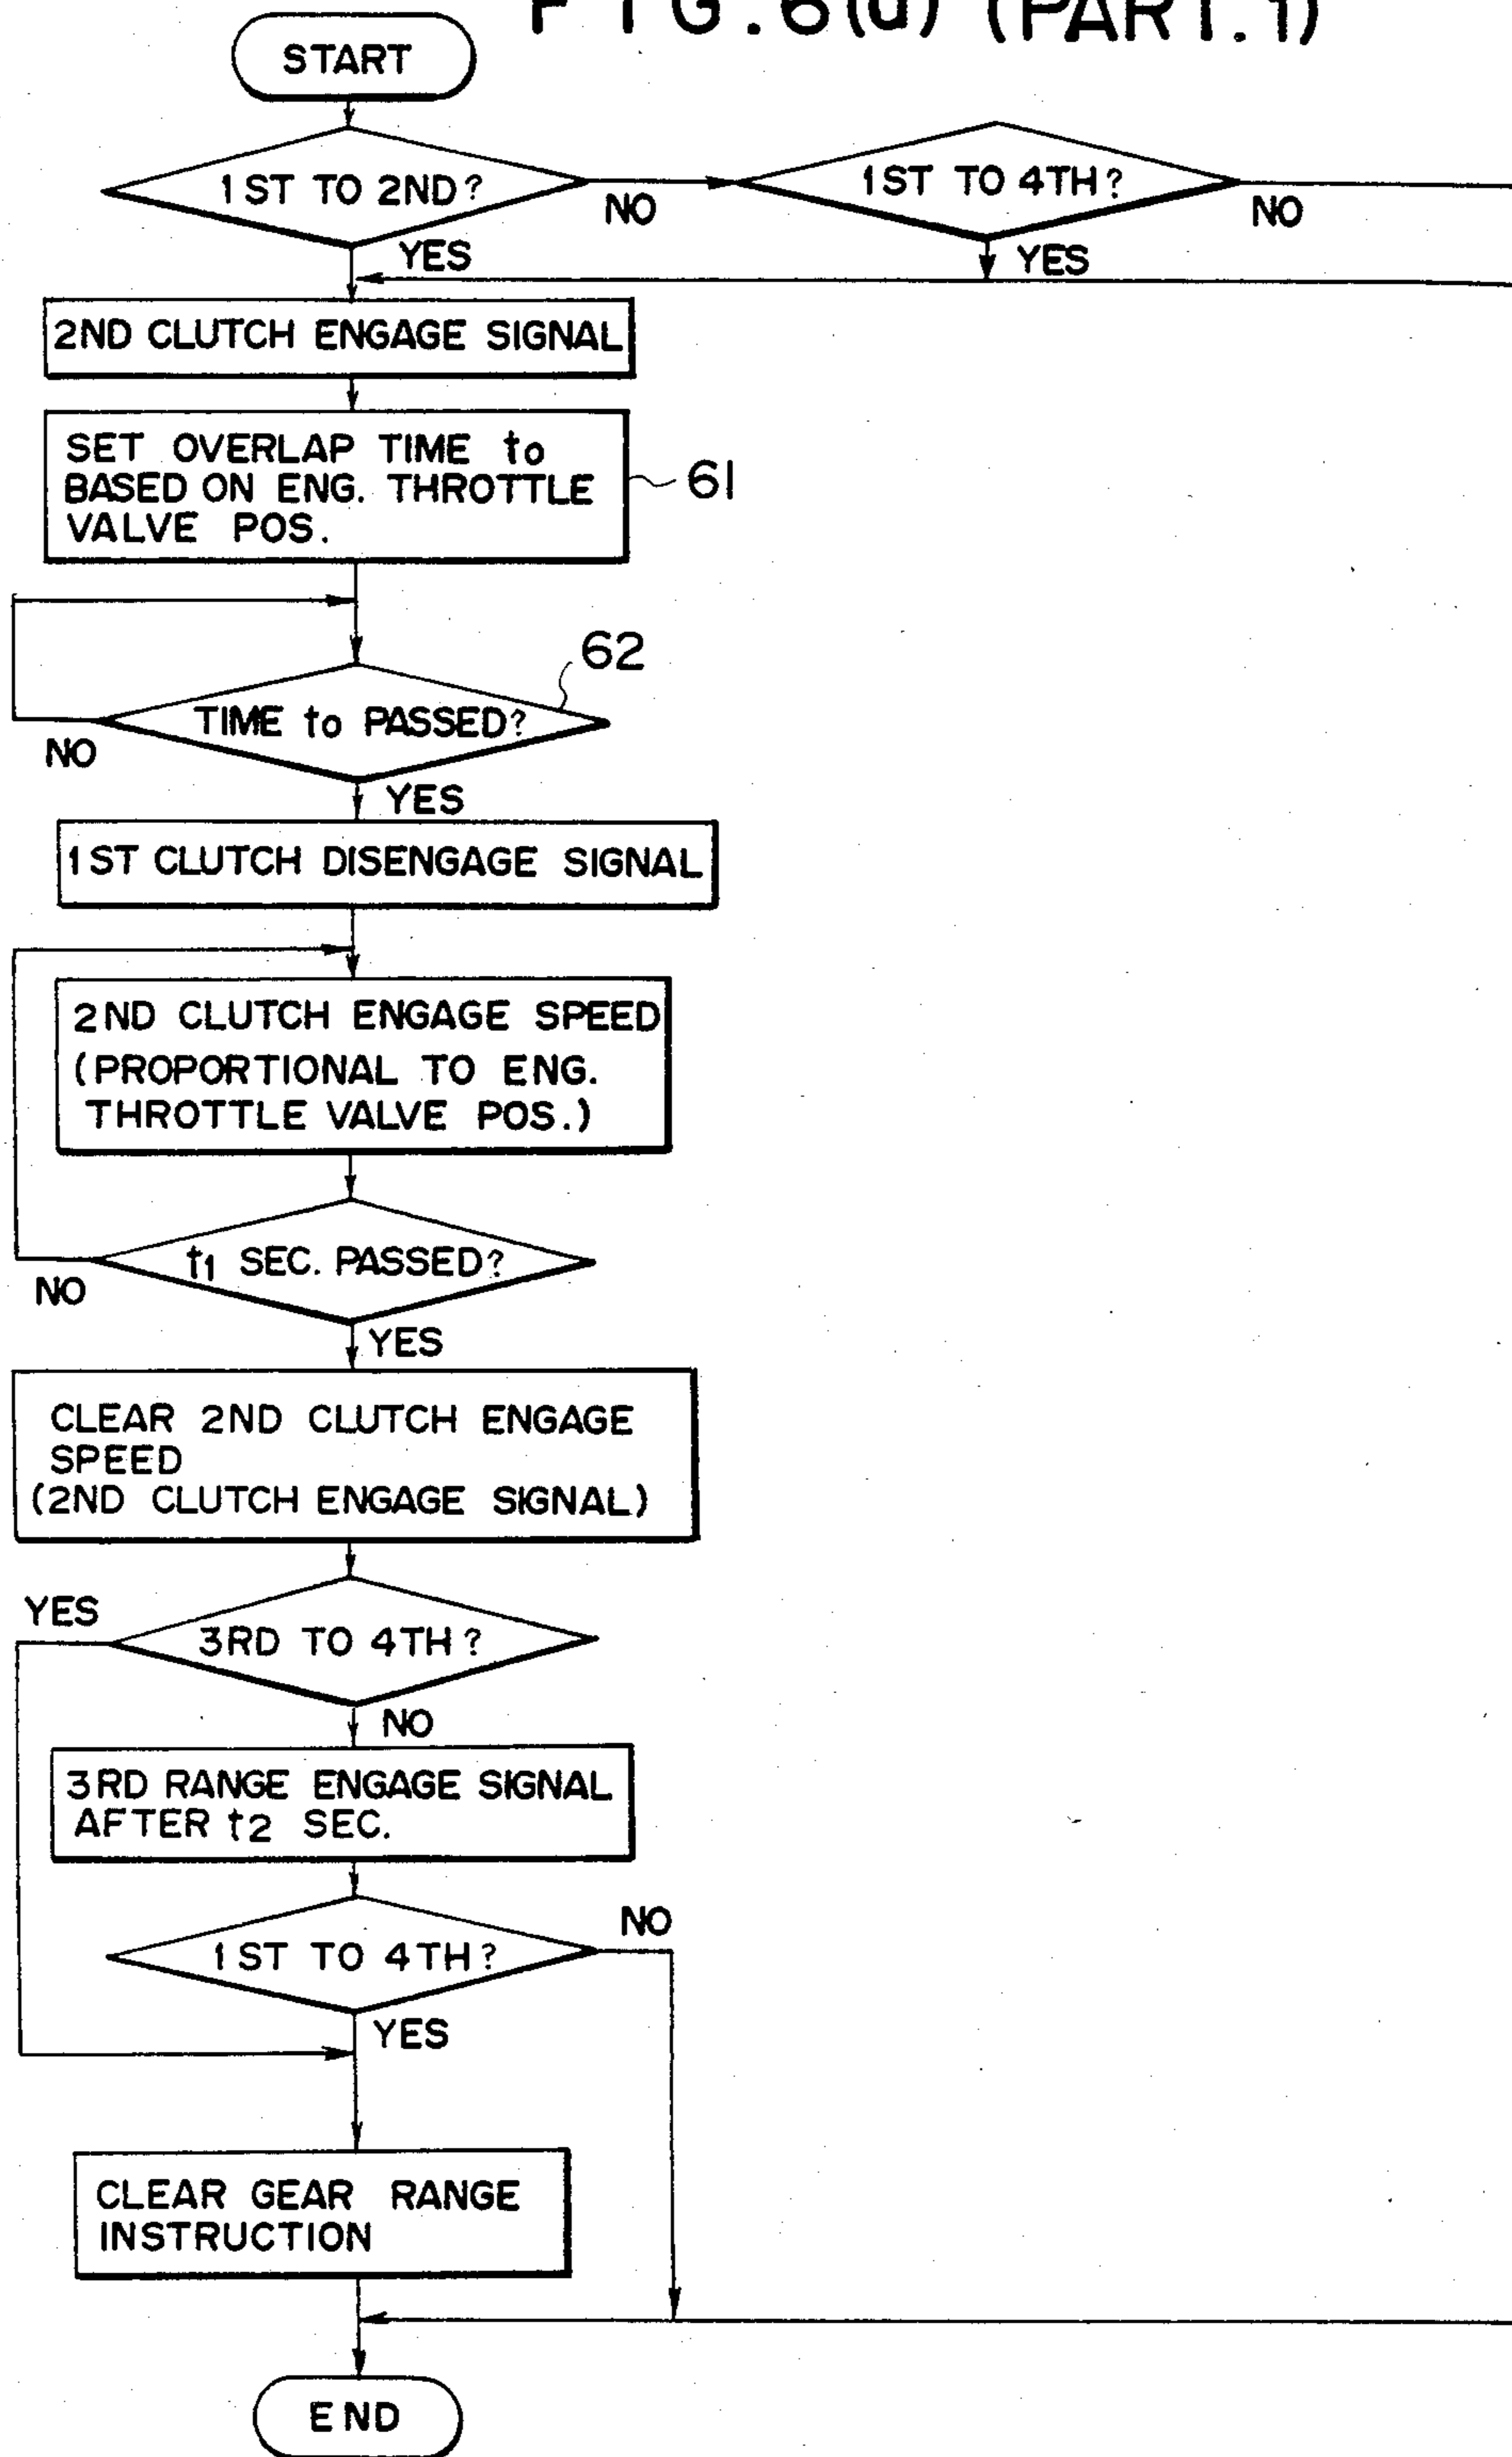 FIG. 6(a) (PART. 1)
START
1ST TO 2ND?
NO
1ST TO 4TH?
NO
YES
YES
2ND CLUTCH ENGAGE SIGNAL
SET OVERLAP TIME to
BASED ON ENG. THROTTLE
VALVE POS.
61
62
TIME to PASSED?
NO
YES
1ST CLUTCH DISENGAGE SIGNAL
2ND CLUTCH ENGAGE SPEED
(PROPORTIONAL TO ENG.
THROTTLE VALVE POS.)
t1 SEC. PASSED?
NO
YES
CLEAR 2ND CLUTCH ENGAGE
SPEED
(2ND CLUTCH ENGAGE SIGNAL)
YES
3RD TO 4TH?
NO
3RD RANGE ENGAGE SIGNAL
AFTER t2 SEC.
NO
1ST TO 4TH?
YES
CLEAR GEAR RANGE
INSTRUCTION
END